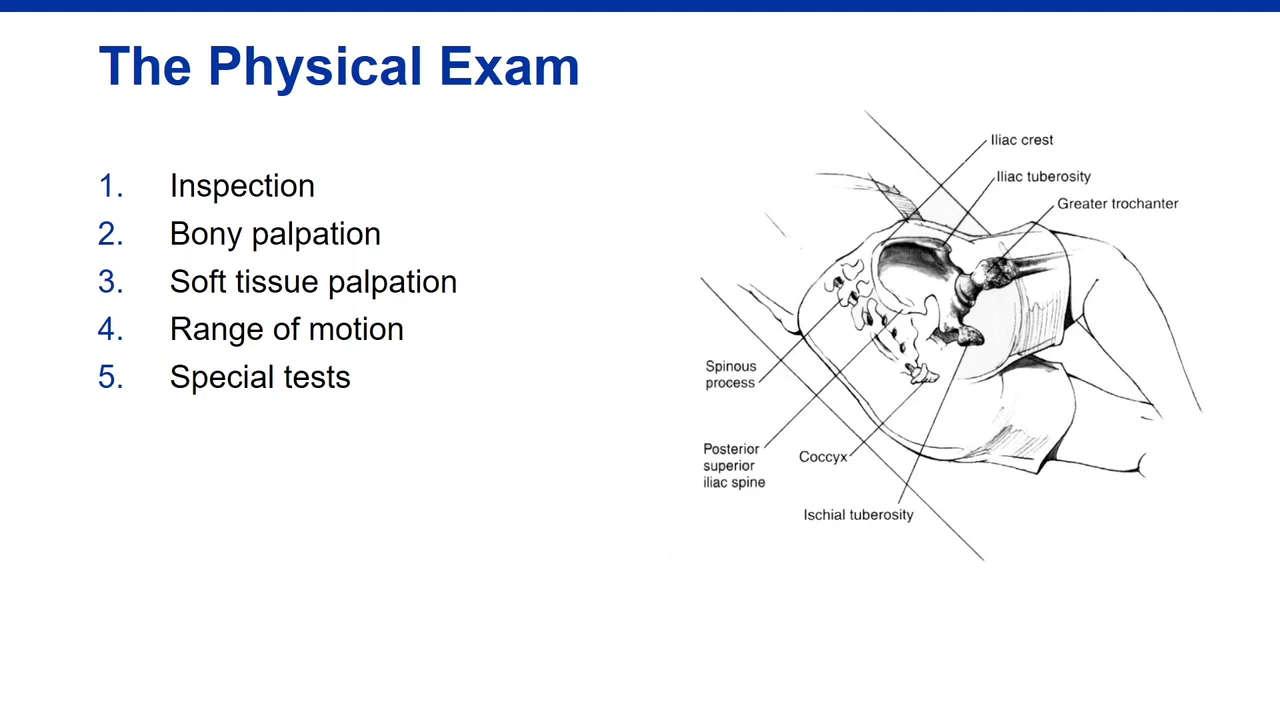 The Physical Exam
1. Inspection
2. Bony palpation
3. Soft tissue palpation
4. Range of motion
5. Special tests
Iliac crest
Iliac tuberosity
Greater trochanter
Spinous
process
Posterior
superior
iliac spine
Coccyx
Ischial tuberosity